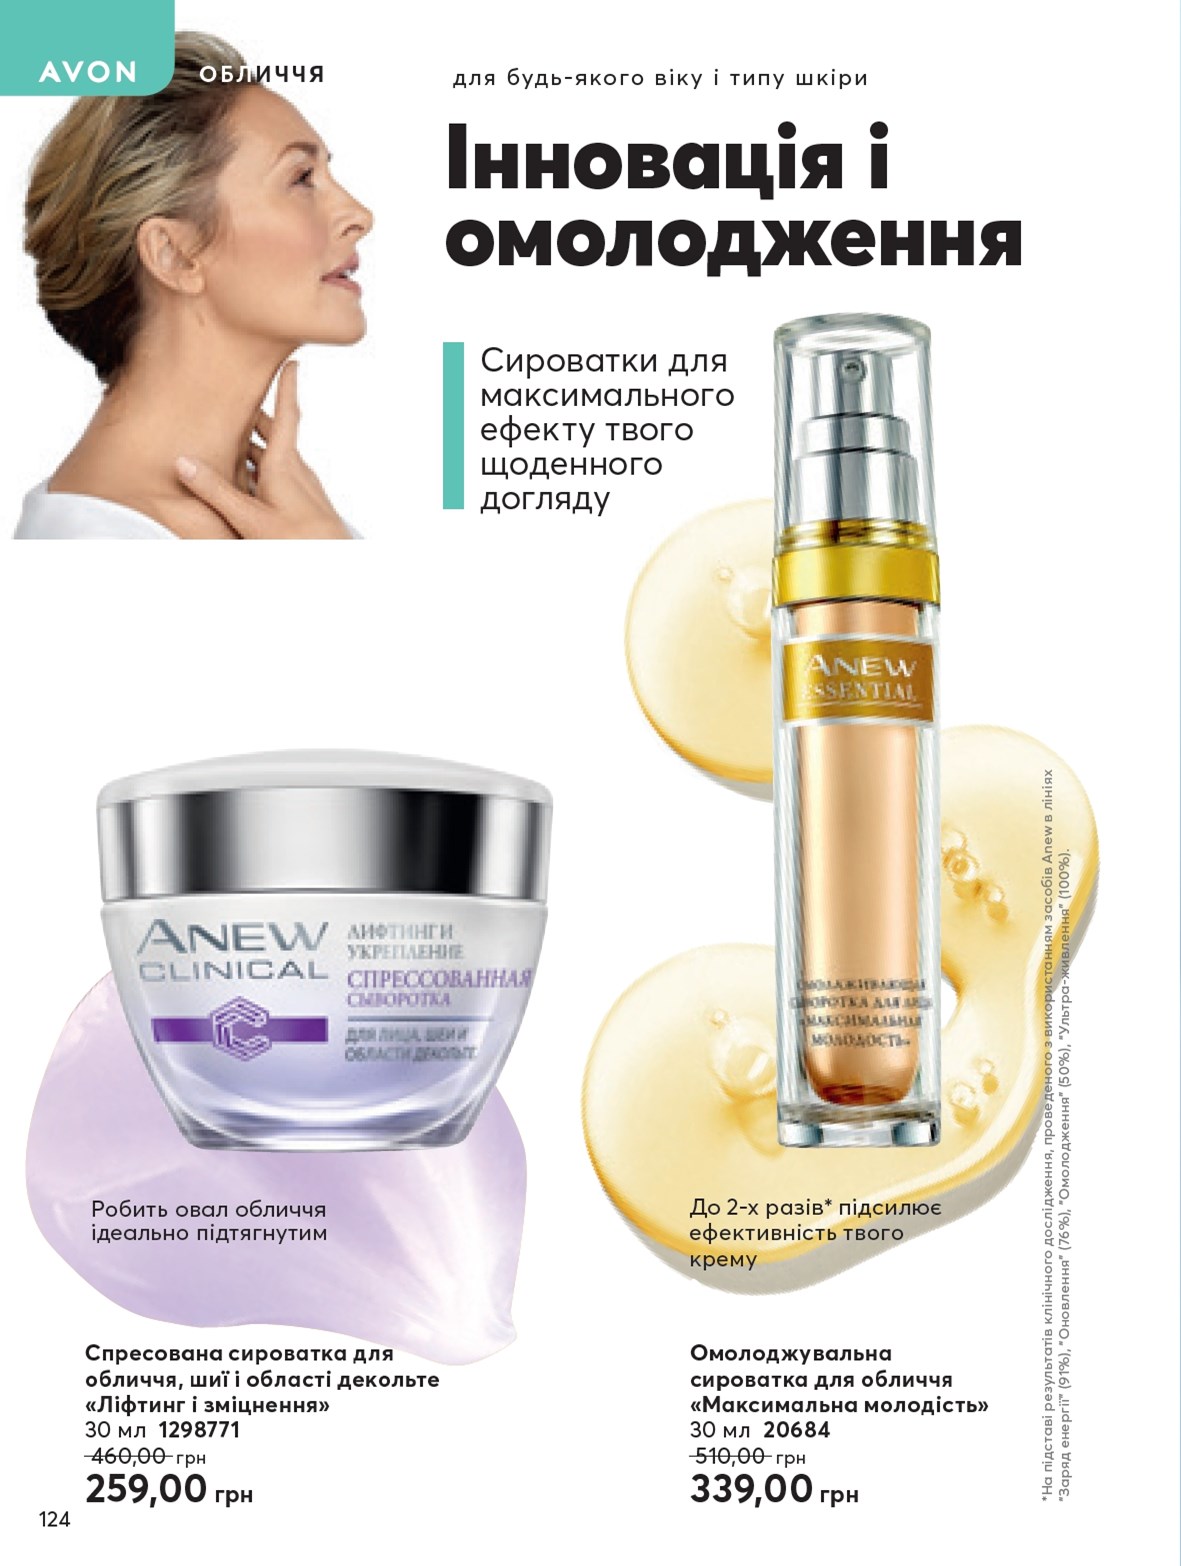 AVON
ОБЛИЧЧЯ
для будь-якого віку і типу шкіри
Інновація і
омолодження
Сироватки для
максимального
ефекту твого
щоденного
догляду
ANEW
ESSENTIAL
ОМОЛАЖИВАЮЩАЯ
СЫВОРОТКА ДЛЯ ЛИЦА
«МАКСИМАЛЬНАЯ
МОЛОДОСТЬ»
ANEW
CLINICAL
ЛИФТИНГ И
УКРЕПЛЕНИЕ
СПРЕССОВАННАЯ
СЫВОРОТКА
ДЛЯ ЛИЦА, ШЕИ И
ОБЛАСТИ ДЕКОЛЬТЕ
Робить овал обличчя
ідеально підтягнутим
До 2-х разів* підсилює
ефективність твого
крему
Спресована сироватка для
обличчя, шиї і області декольте
«Ліфтинг і зміцнення»
30 мл 1298771
460,00 грн
259,00 грн
Омолоджувальна
сироватка для обличчя
«Максимальна молодість»
30 мл 20684
510,00 грн
339,00 грн
*На підставі результатів клінічного дослідження, проведеного з використанням засобів Anew в лініях
"Заряд енергії" (91%), "Оновлення" (76%), "Омолодження" (50%), "Ультра-живлення" (100%).
124